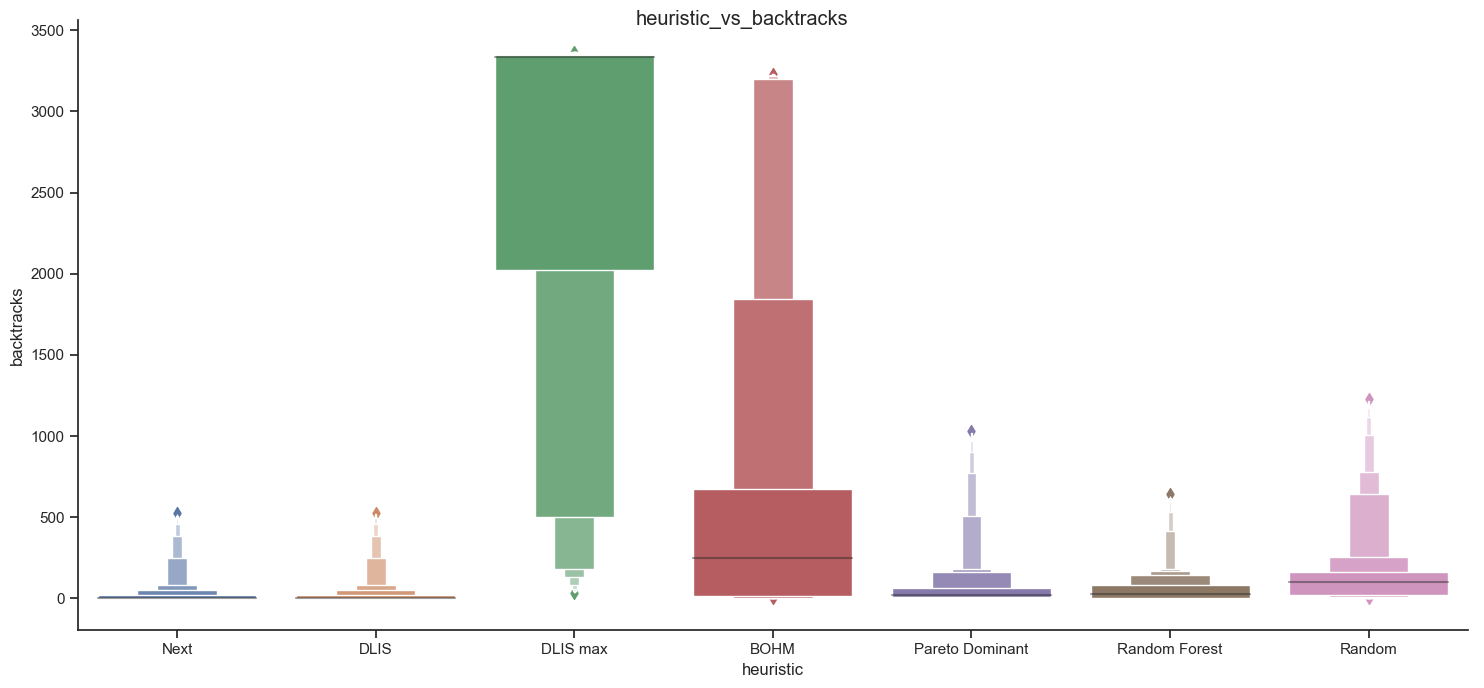 heuristic_vs_backtracks
3500
3000
2500
2000
1500
1000
500
0
backtracks
Next DLIS DLIS max BOHM Pareto Dominant Random Forest Random
heuristic